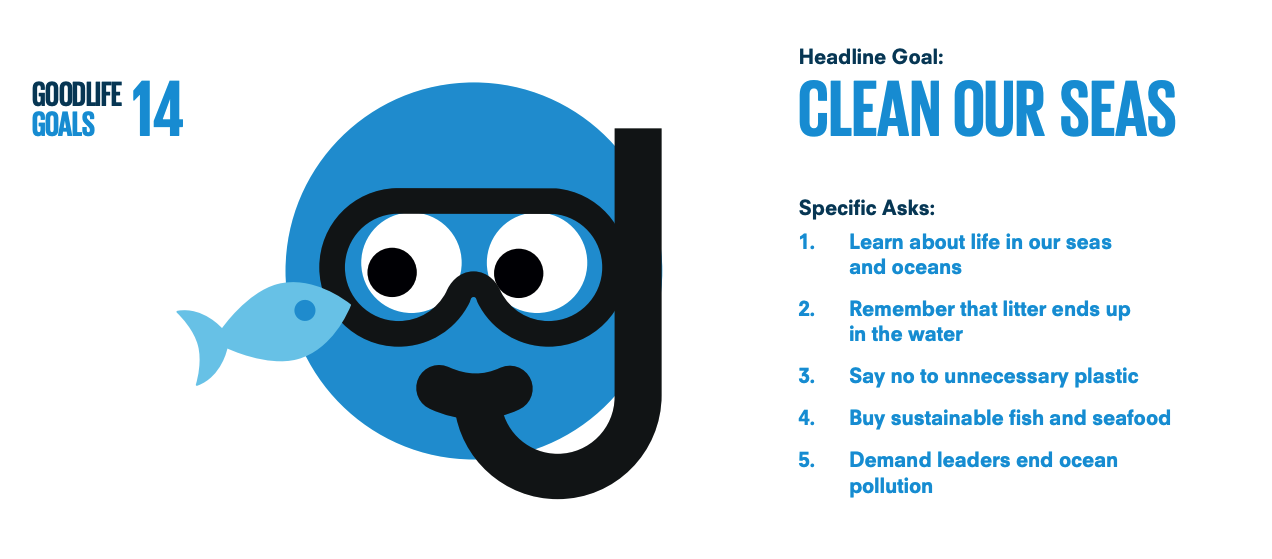 GOODLIFE
GOALS 14
Headline Goal:
CLEAN OUR SEAS
Specific Asks:
1. Learn about life in our seas
and oceans
2. Remember that litter ends up
in the water
3. Say no to unnecessary plastic
4. Buy sustainable fish and seafood
5. Demand leaders end ocean
pollution